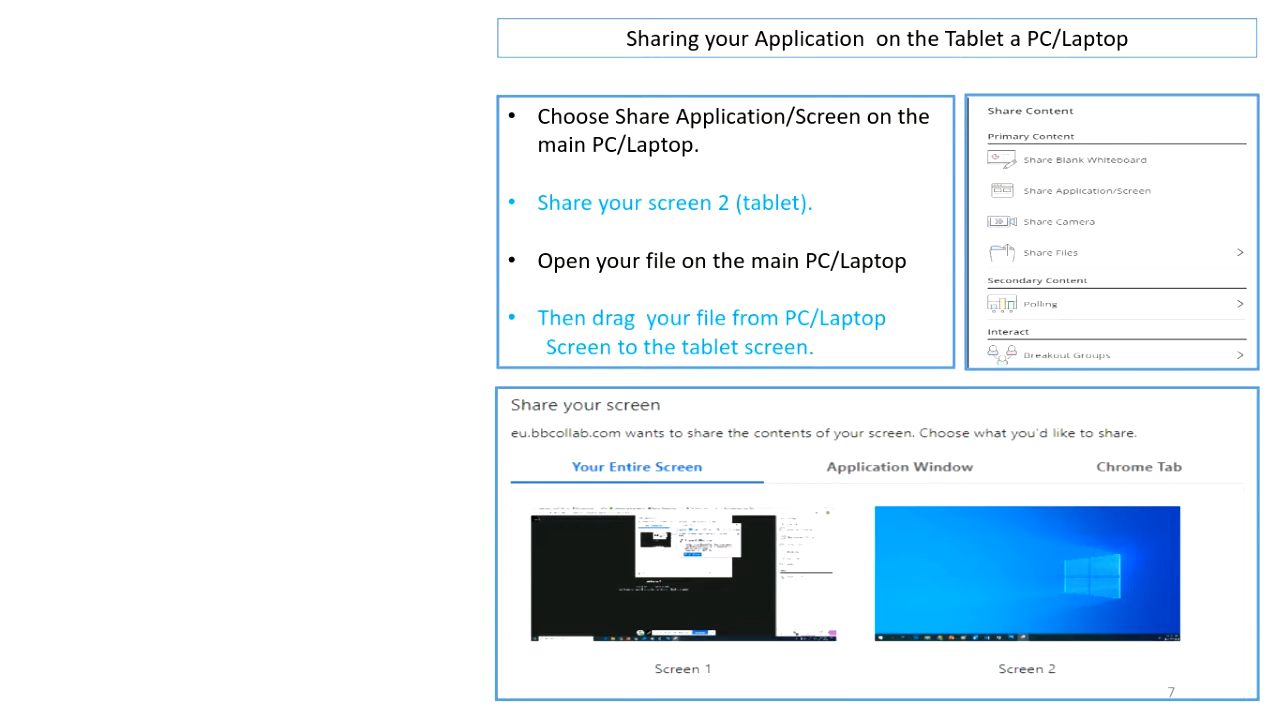 Sharing your Application on the Tablet a PC/Laptop
• Choose Share Application/Screen on the
main PC/Laptop.
• Share your screen 2 (tablet).
• Open your file on the main PC/Laptop
• Then drag your file from PC/Laptop
Screen to the tablet screen.
Share Content
Primary Content
Share Blank Whiteboard
Share Application/Screen
Share Camera
Share Files
Secondary Content
Polling
Interact
Breakout Groups
Share your screen
eu.bbcollab.com wants to share the contents of your screen. Choose what you'd like to share.
Your Entire Screen Application Window Chrome Tab
Screen 1 Screen 2
7